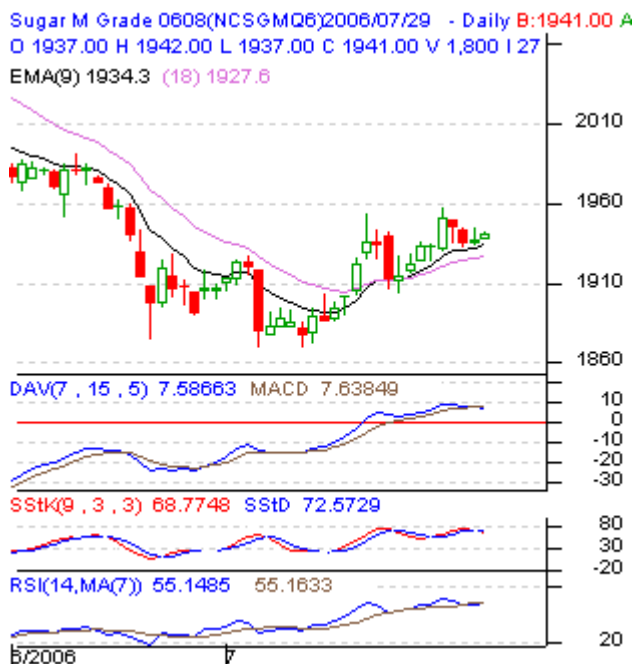 Sugar M Grade 0608(NCSGMQ6)2006/07/29 - Daily B:1941.00 A
O 1937.00 H 1942.00 L 1937.00 C 1941.00 V 1,800 I 27
EMA(9) 1934.3 (18) 1927.6
2010
1960
1910
1860
DAV(7 , 15 , 5) 7.58663 MACD 7.63849
10
0
-10
-20
-30
SStK(9 , 3 , 3) 68.7748 SStD 72.5729
80
30
-20
RSI(14,MA(7)) 55.1485 55.1633
20
6/2006 7